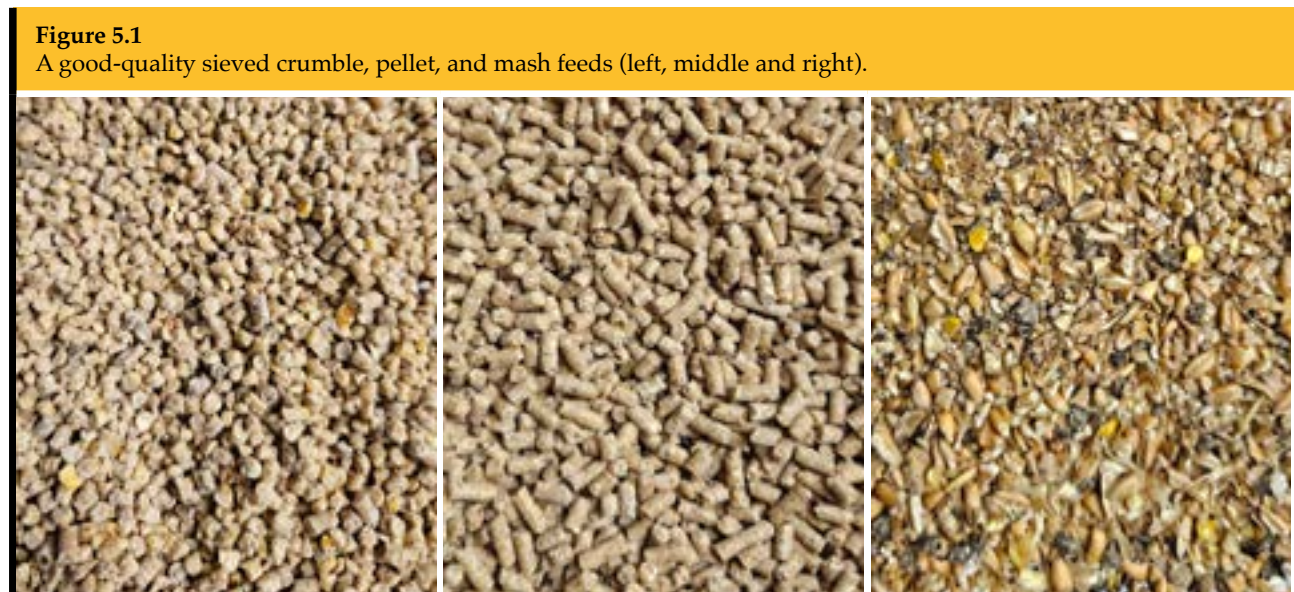 Figure 5.1
A good-quality sieved crumble, pellet, and mash feeds (left, middle and right).